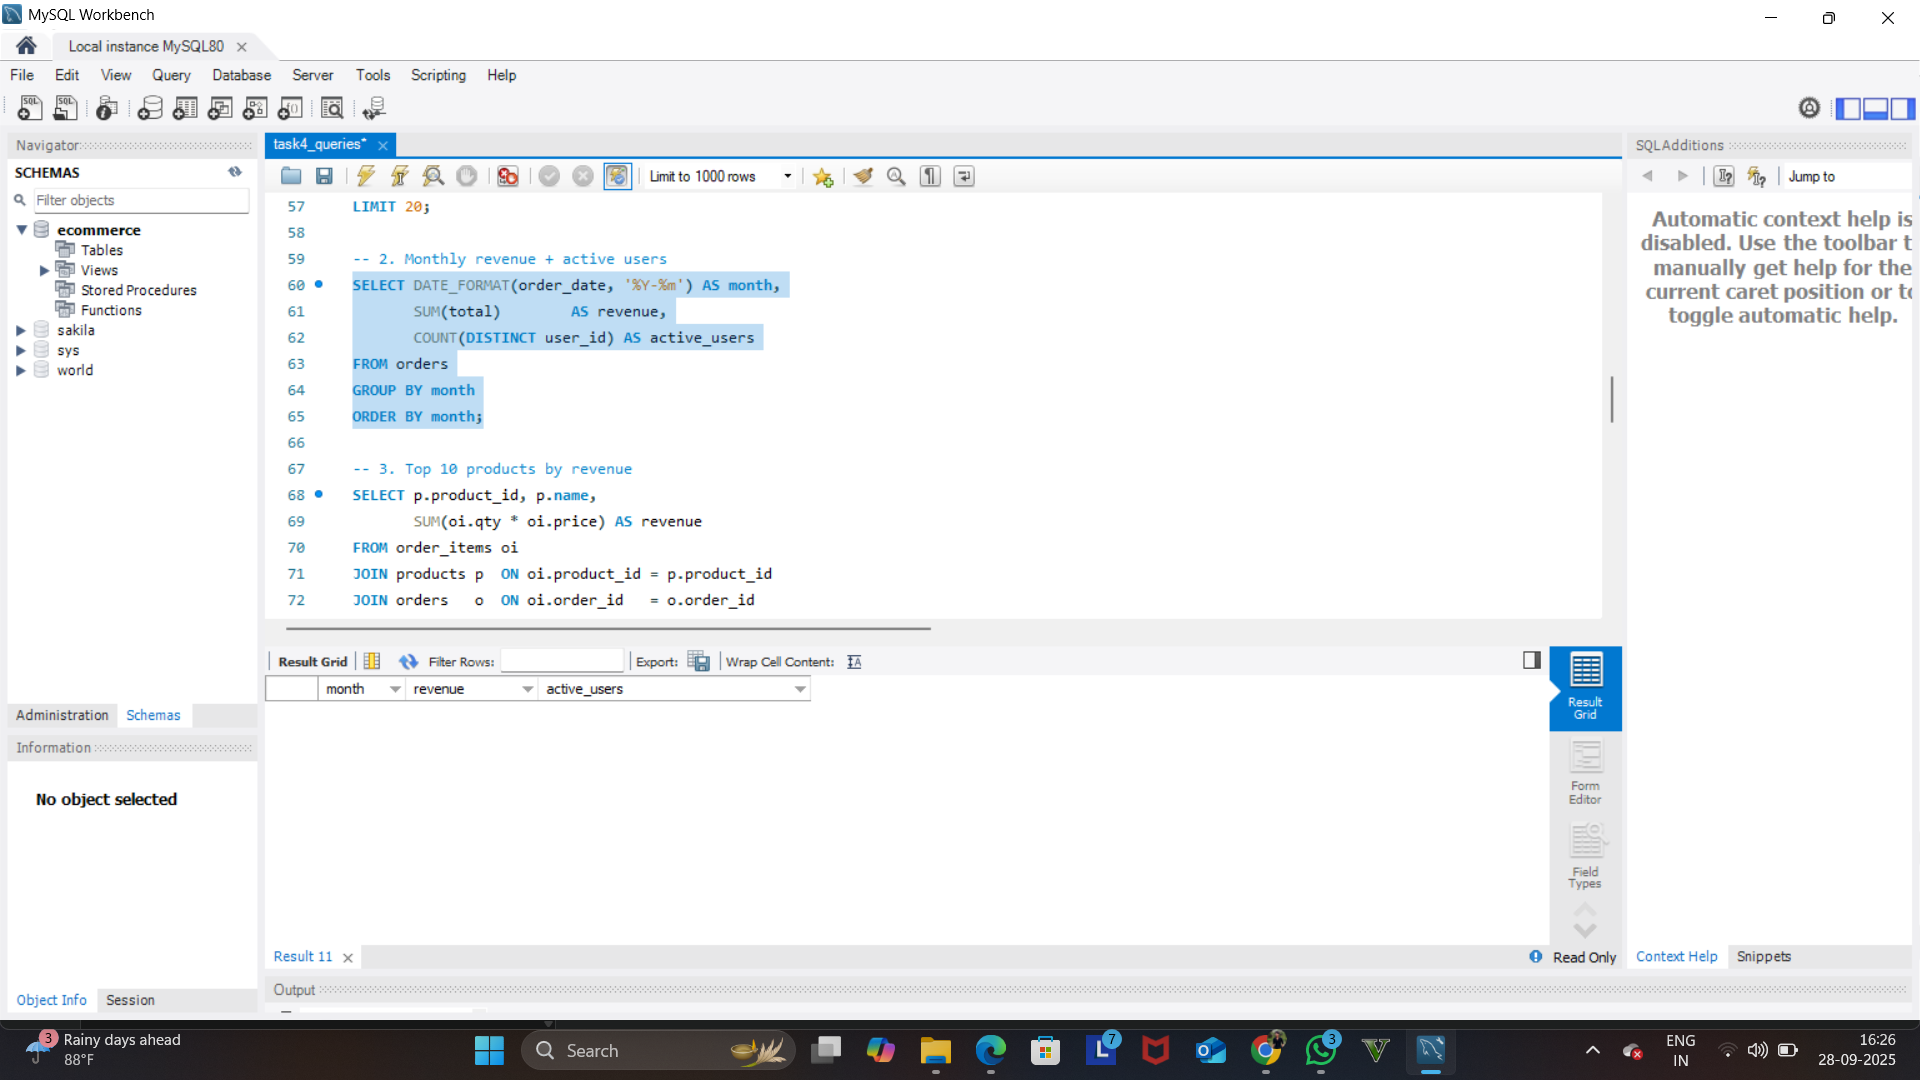 MySQL Workbench
Local instance MySQL80
File Edit View Query Database Server Tools Scripting Help
Navigator
SCHEMAS
Filter objects
ecommerce
Tables
Views
Stored Procedures
Functions
sakila
sys
world
Administration Schemas
Information
No object selected
Object Info Session
task4_queries*
Limit to 1000 rows
57 LIMIT 20;
58
59 -- 2. Monthly revenue + active users
60 SELECT DATE_FORMAT(order_date, '%Y-%m') AS month,
61 SUM(total) AS revenue,
62 COUNT(DISTINCT user_id) AS active_users
63 FROM orders
64 GROUP BY month
65 ORDER BY month;
66
67 -- 3. Top 10 products by revenue
68 SELECT p.product_id, p.name,
69 SUM(oi.qty * oi.price) AS revenue
70 FROM order_items oi
71 JOIN products p ON oi.product_id = p.product_id
72 JOIN orders o ON oi.order_id = o.order_id
Result Grid Filter Rows: Export: Wrap Cell Content:
month revenue active_users
Result
Grid
Form
Editor
Field
Types
Result 11
Read Only
Output
SQLAdditions
Jump to
Automatic context help is
disabled. Use the toolbar t
manually get help for the
current caret position or to
toggle automatic help.
Context Help Snippets
3
Rainy days ahead
88°F
Search
7
3
ENG
IN
16:26
28-09-2025